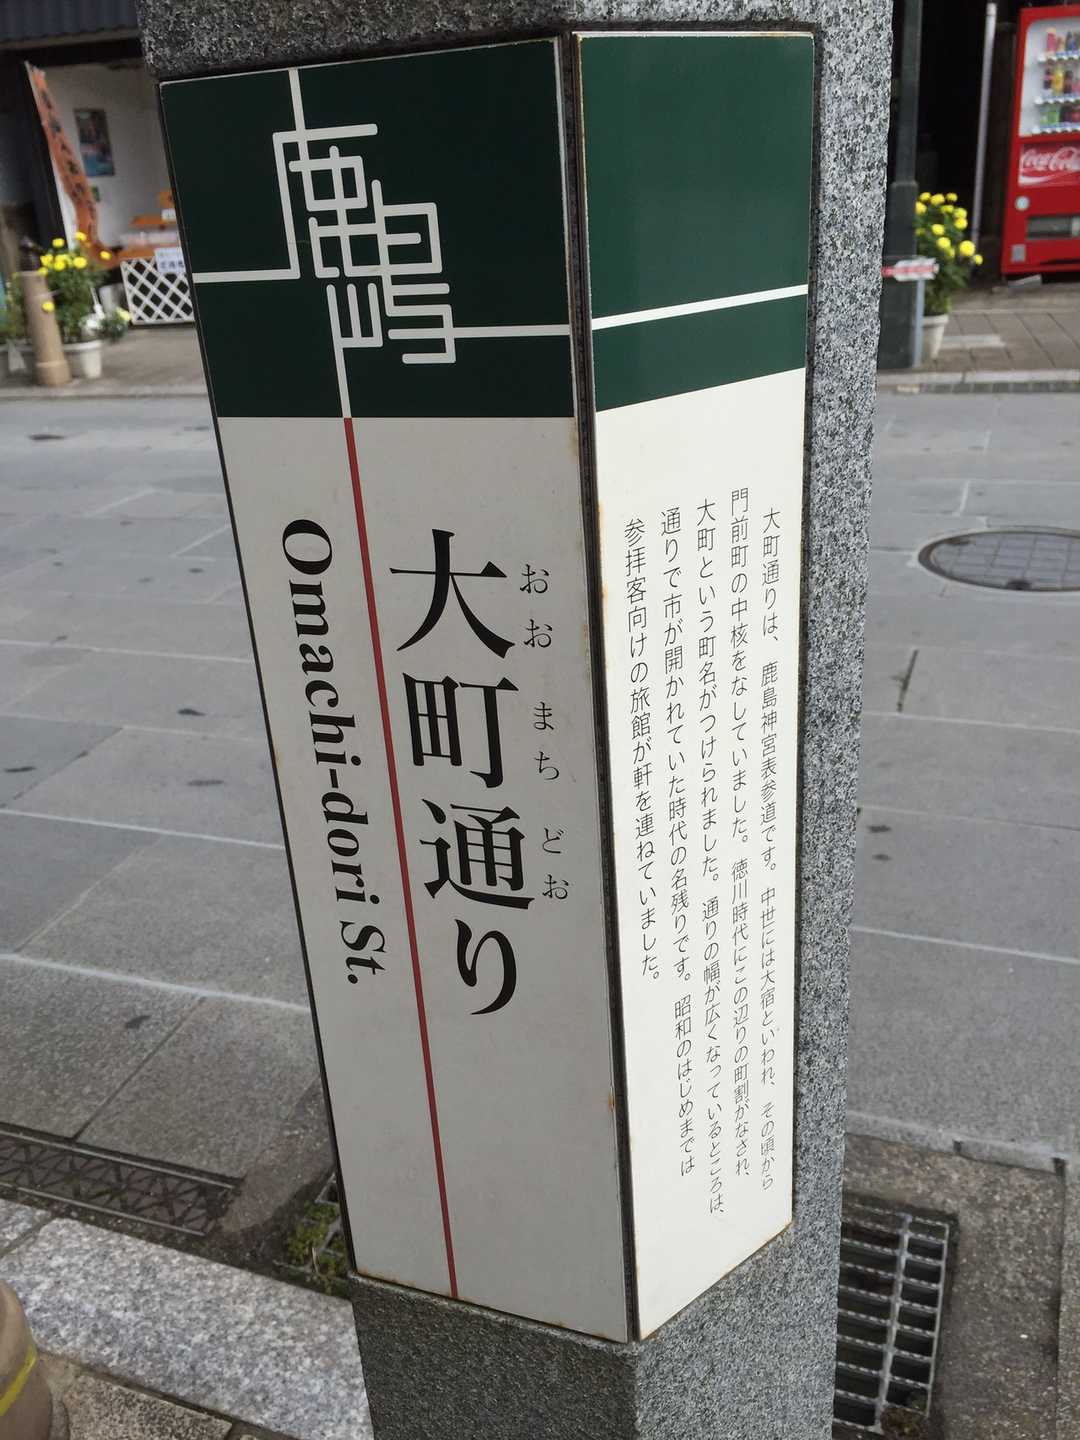 鹿嶋
大町通り
おおまちどお
Omachi-dori St.
大町通りは、鹿島神宮表参道です。中世には大宿といわれ、その頃から
門前町の中核をなしていました。徳川時代にこの辺りの町割がなされ、
大町という町名がつけられました。通りの幅が広くなっているところは、
通りで市が開かれていた時代の名残りです。昭和のはじめまでは
参拝客向けの旅館が軒を連ねていました。
Coca-Cola